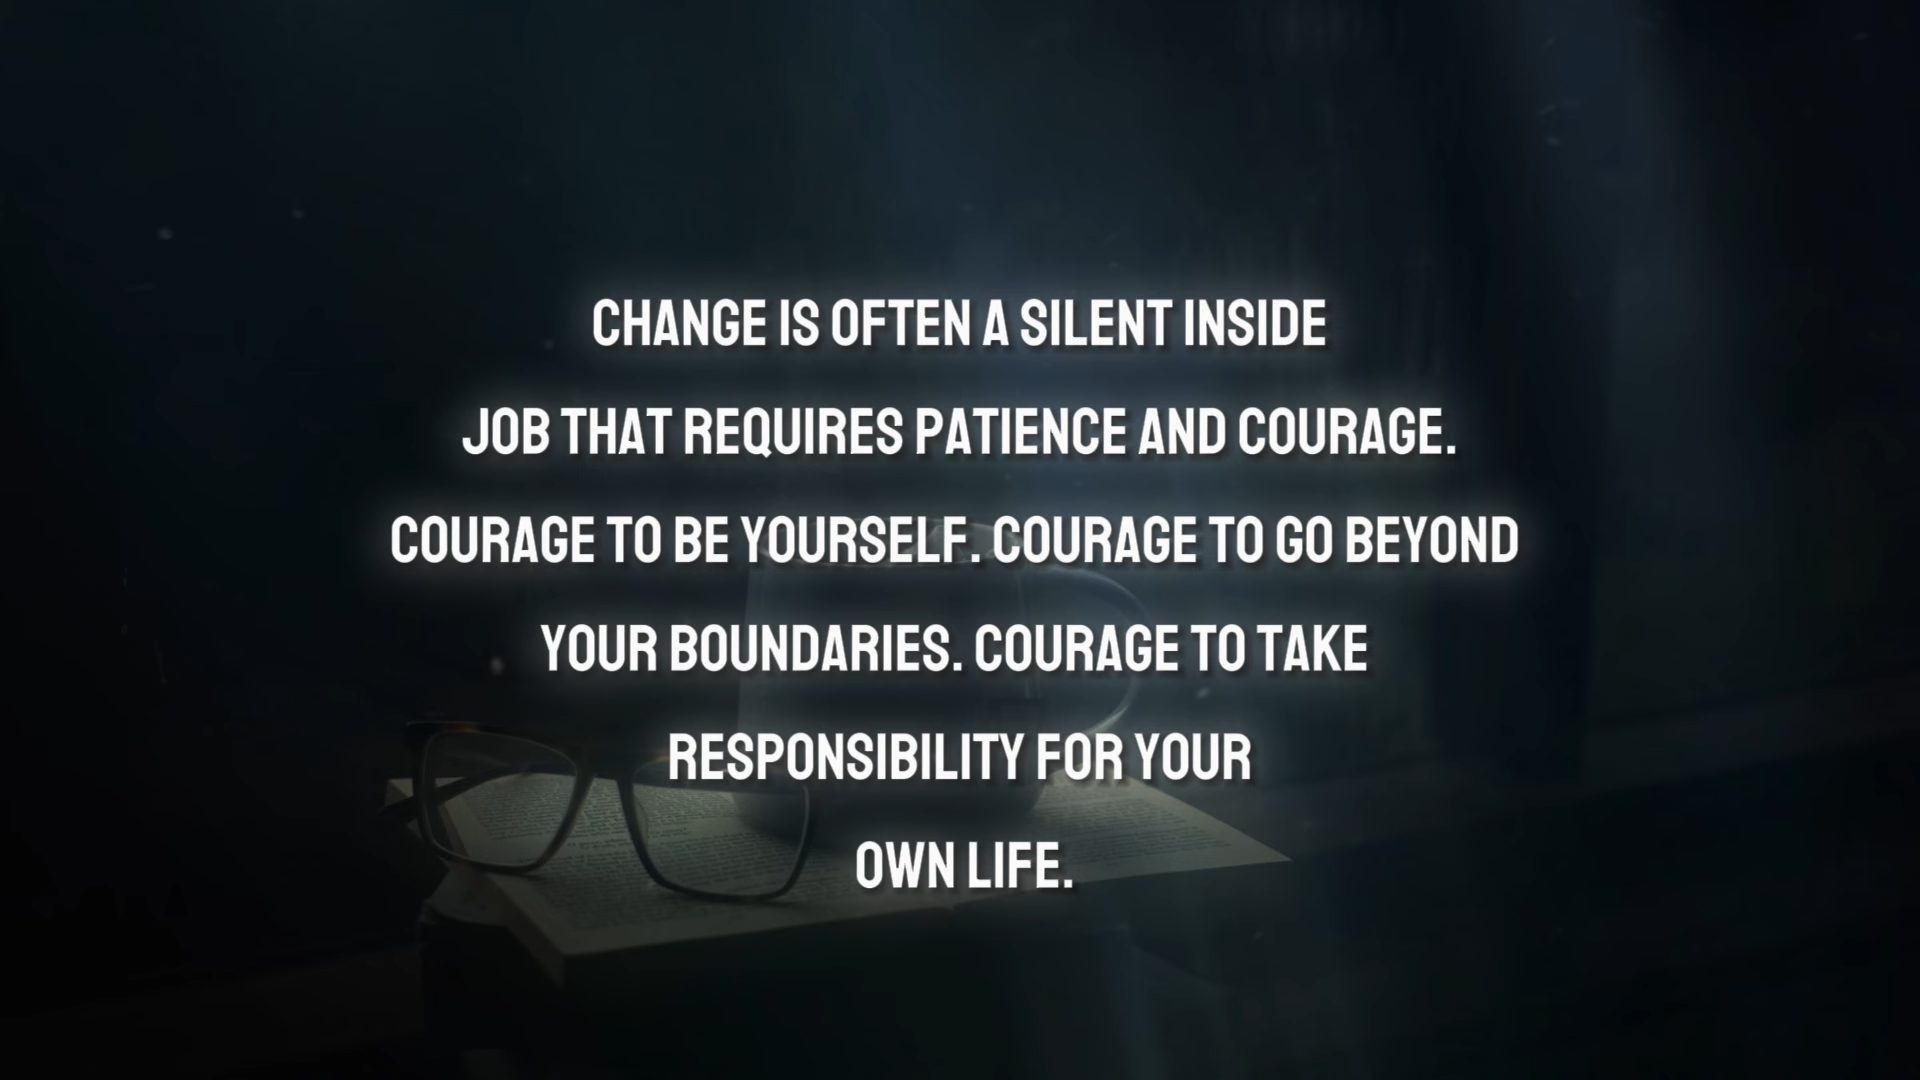 CHANGE IS OFTEN A SILENT INSIDE
JOB THAT REQUIRES PATIENCE AND COURAGE.
COURAGE TO BE YOURSELF. COURAGE TO GO BEYOND
YOUR BOUNDARIES. COURAGE TO TAKE
RESPONSIBILITY FOR YOUR
OWN LIFE.